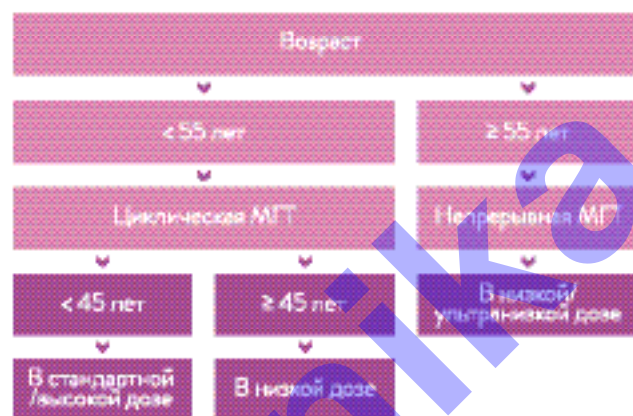 Возраст
< 55 лет
≥ 55 лет
Циклическая МГТ
Непрерывная МГТ
< 45 лет
≥ 45 лет
В низкой/
ультранизкой дозе
В стандартной
/высокой дозе
В низкой дозе